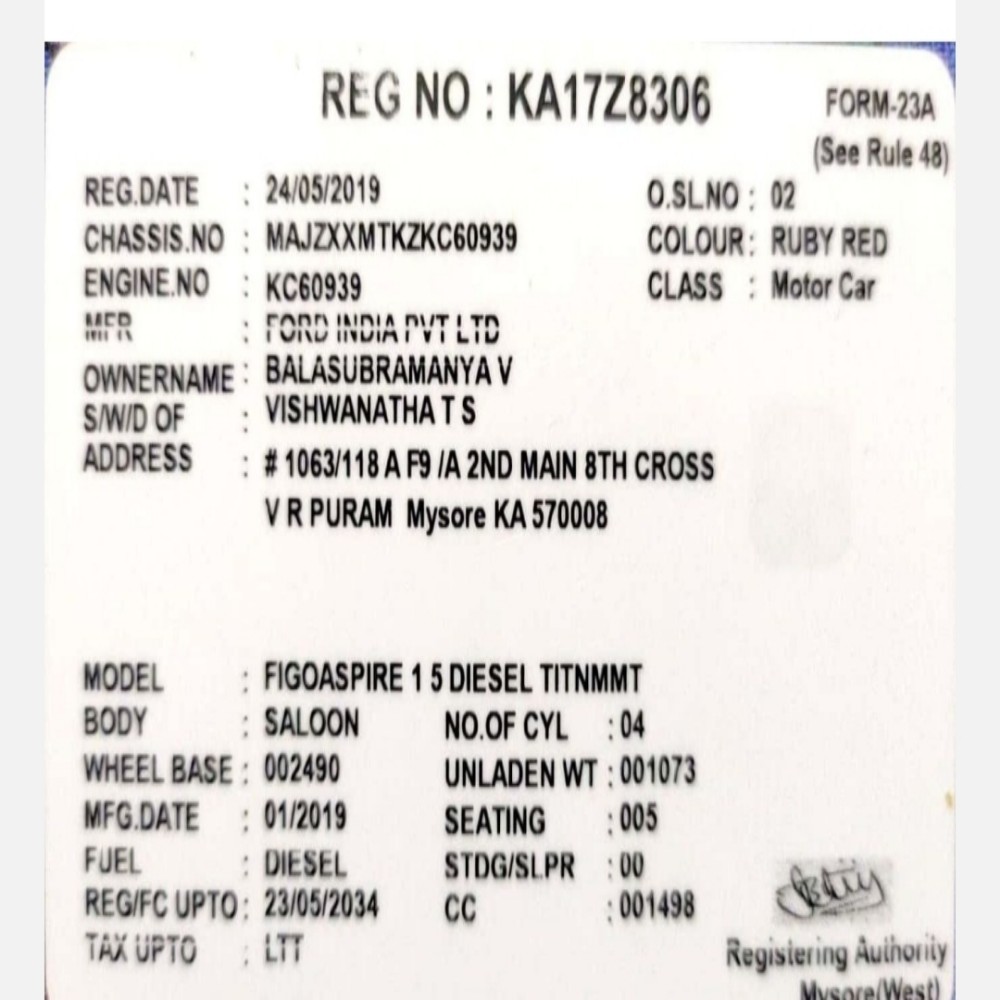 REG NO : KA17Z8306
FORM-23A
(See Rule 48)
REG.DATE : 24/05/2019 O.SLNO : 02
CHASSIS.NO : MAJZXXMTKZKC60939 COLOUR : RUBY RED
ENGINE.NO : KC60939 CLASS : Motor Car
MFR : FORD INDIA PVT LTD
OWNERNAME : BALASUBRAMANYA V
S/W/D OF : VISHWANATHA T S
ADDRESS : # 1063/118 A F9 /A 2ND MAIN 8TH CROSS
V R PURAM Mysore KA 570008
MODEL : FIGOASPIRE 1 5 DIESEL TITNMMT
BODY : SALOON NO.OF CYL : 04
WHEEL BASE : 002490 UNLADEN WT : 001073
MFG.DATE : 01/2019 SEATING : 005
FUEL : DIESEL STDG/SLPR : 00
REG/FC UPTO : 23/05/2034 CC : 001498
TAX UPTO : LTT
Registering Authority
Mysore(West)